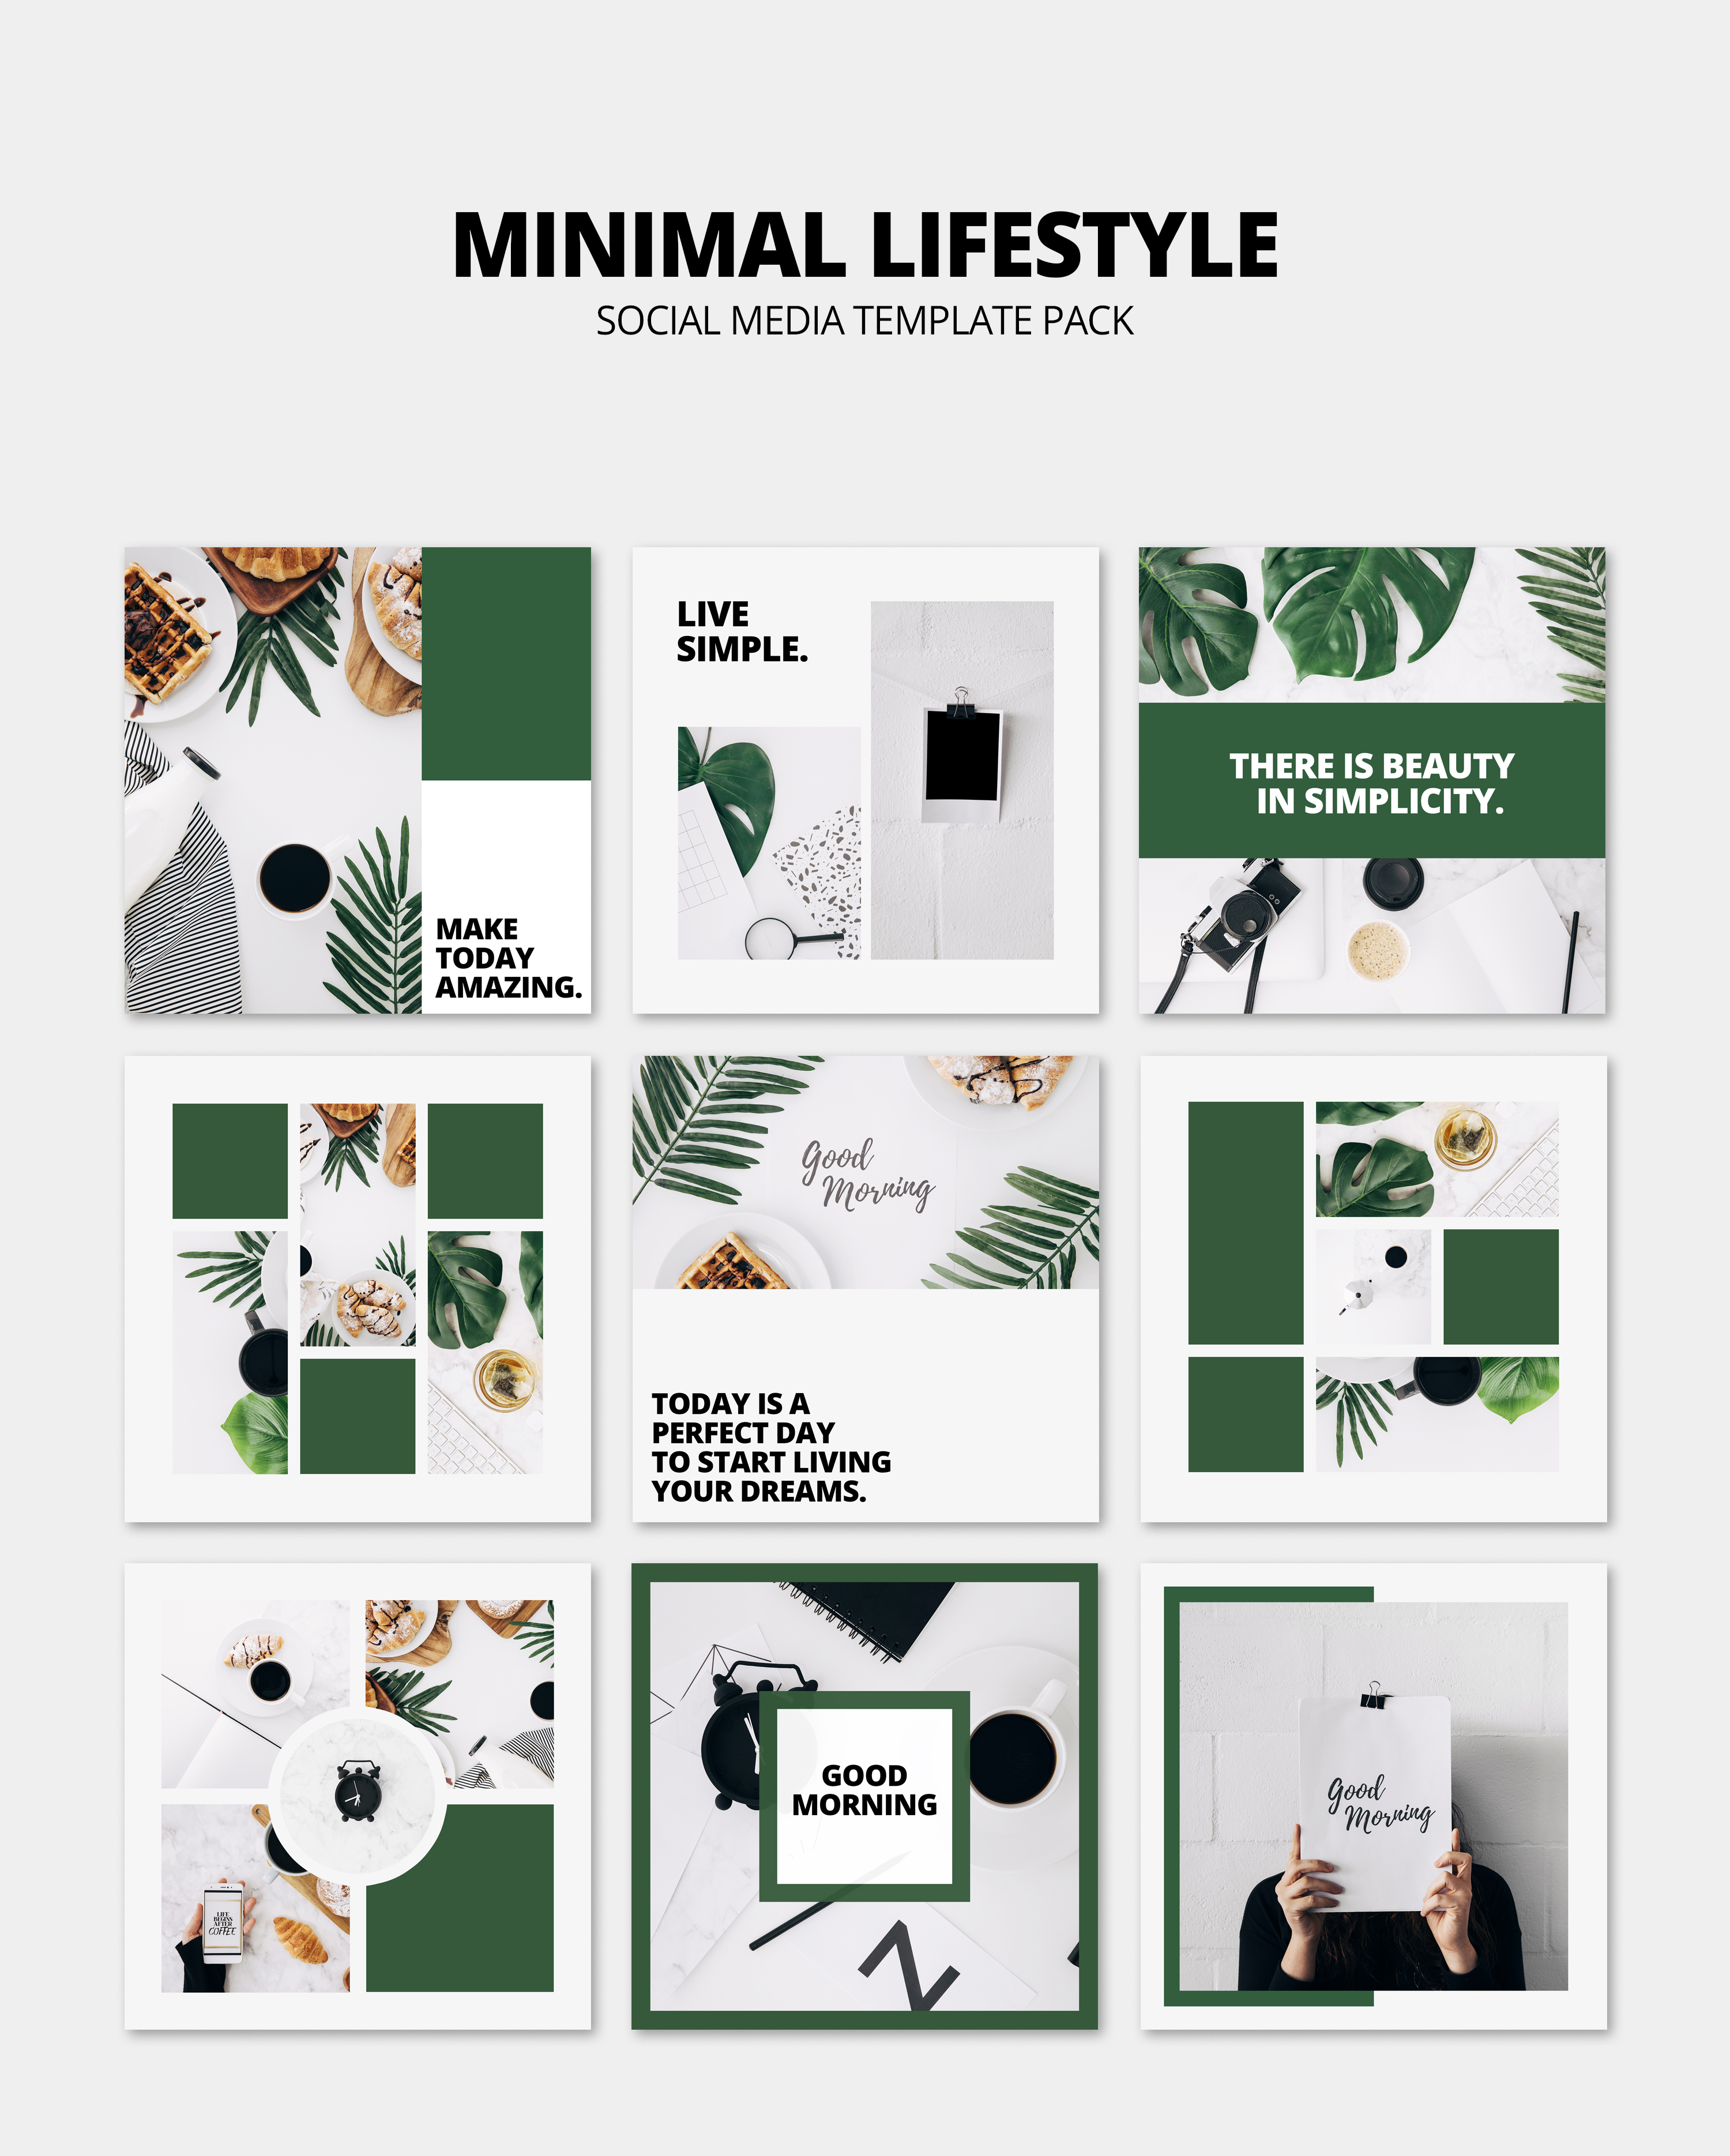 MINIMAL LIFESTYLE
SOCIAL MEDIA TEMPLATE PACK
MAKE
TODAY
AMAZING.
LIVE
SIMPLE.
THERE IS BEAUTY
IN SIMPLICITY.
Good
Morning
TODAY IS A
PERFECT DAY
TO START LIVING
YOUR DREAMS.
LIFE
BEGINS
AFTER
COFFEE
GOOD
MORNING
N
Good
Morning